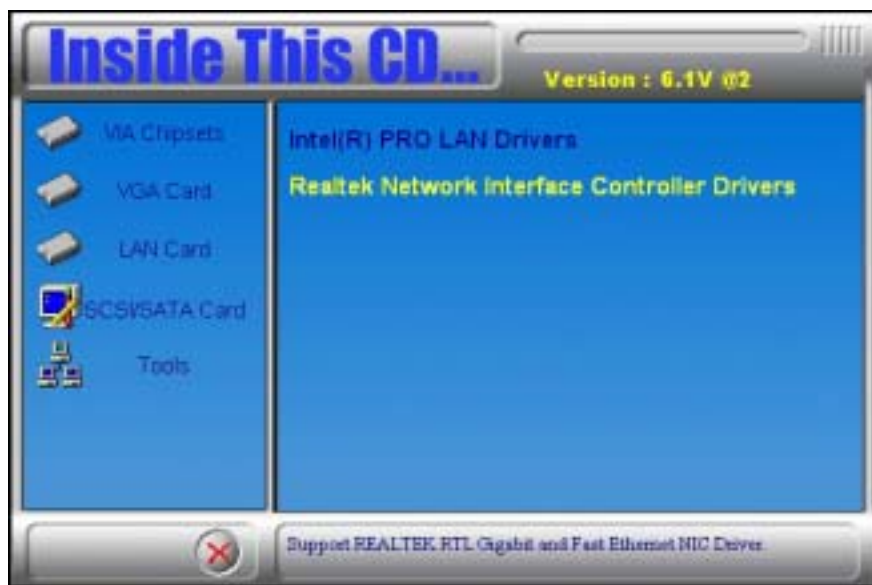 Inside This CD...
Version : 6.1V @2
VIA Chipsets
VGA Card
LAN Card
SCSI/SATA Card
Tools
Intel(R) PRO LAN Drivers
Realtek Network Interface Controller Drivers
Support REALTEK RTL Gigabit and Fast Ethernet NIC Driver.